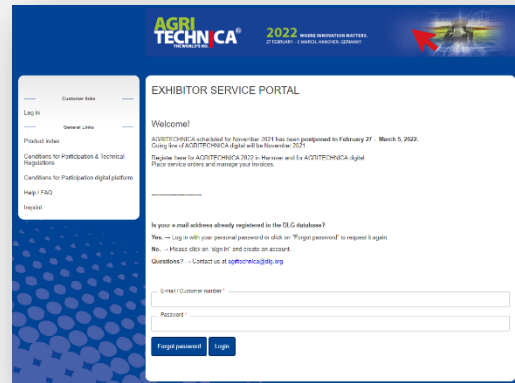 AGRI
TECHNICA®
THE WORLD'S NO. 1
2022 WHERE INNOVATION MATTERS.
27 FEBRUARY - 5 MARCH, HANOVER, GERMANY
Customer links
Log in
General Links
Product index
Conditions for Participation & Technical
Regulations
Conditions for Participation digital platform
Help / FAQ
Imprint
EXHIBITOR SERVICE PORTAL
Welcome!
AGRITECHNICA scheduled for November 2021 has been postponed to February 27 - March 5, 2022.
Going live of AGRITECHNICA digital will be November 2021
Register here for AGRITECHNICA 2022 in Hanover and for AGRITECHNICA digital
Place service orders and manage your invoices.
------------------------
Is your e-mail address already registered in the DLG database?
Yes. → Log in with your personal password or click on "Forgot password" to request it again.
No. → Please click on "sign in" and create an account.
Questions? → Contact us at agritechnica@dlg.org.
E-mail / Customer number *
Password *
Forgot password Login